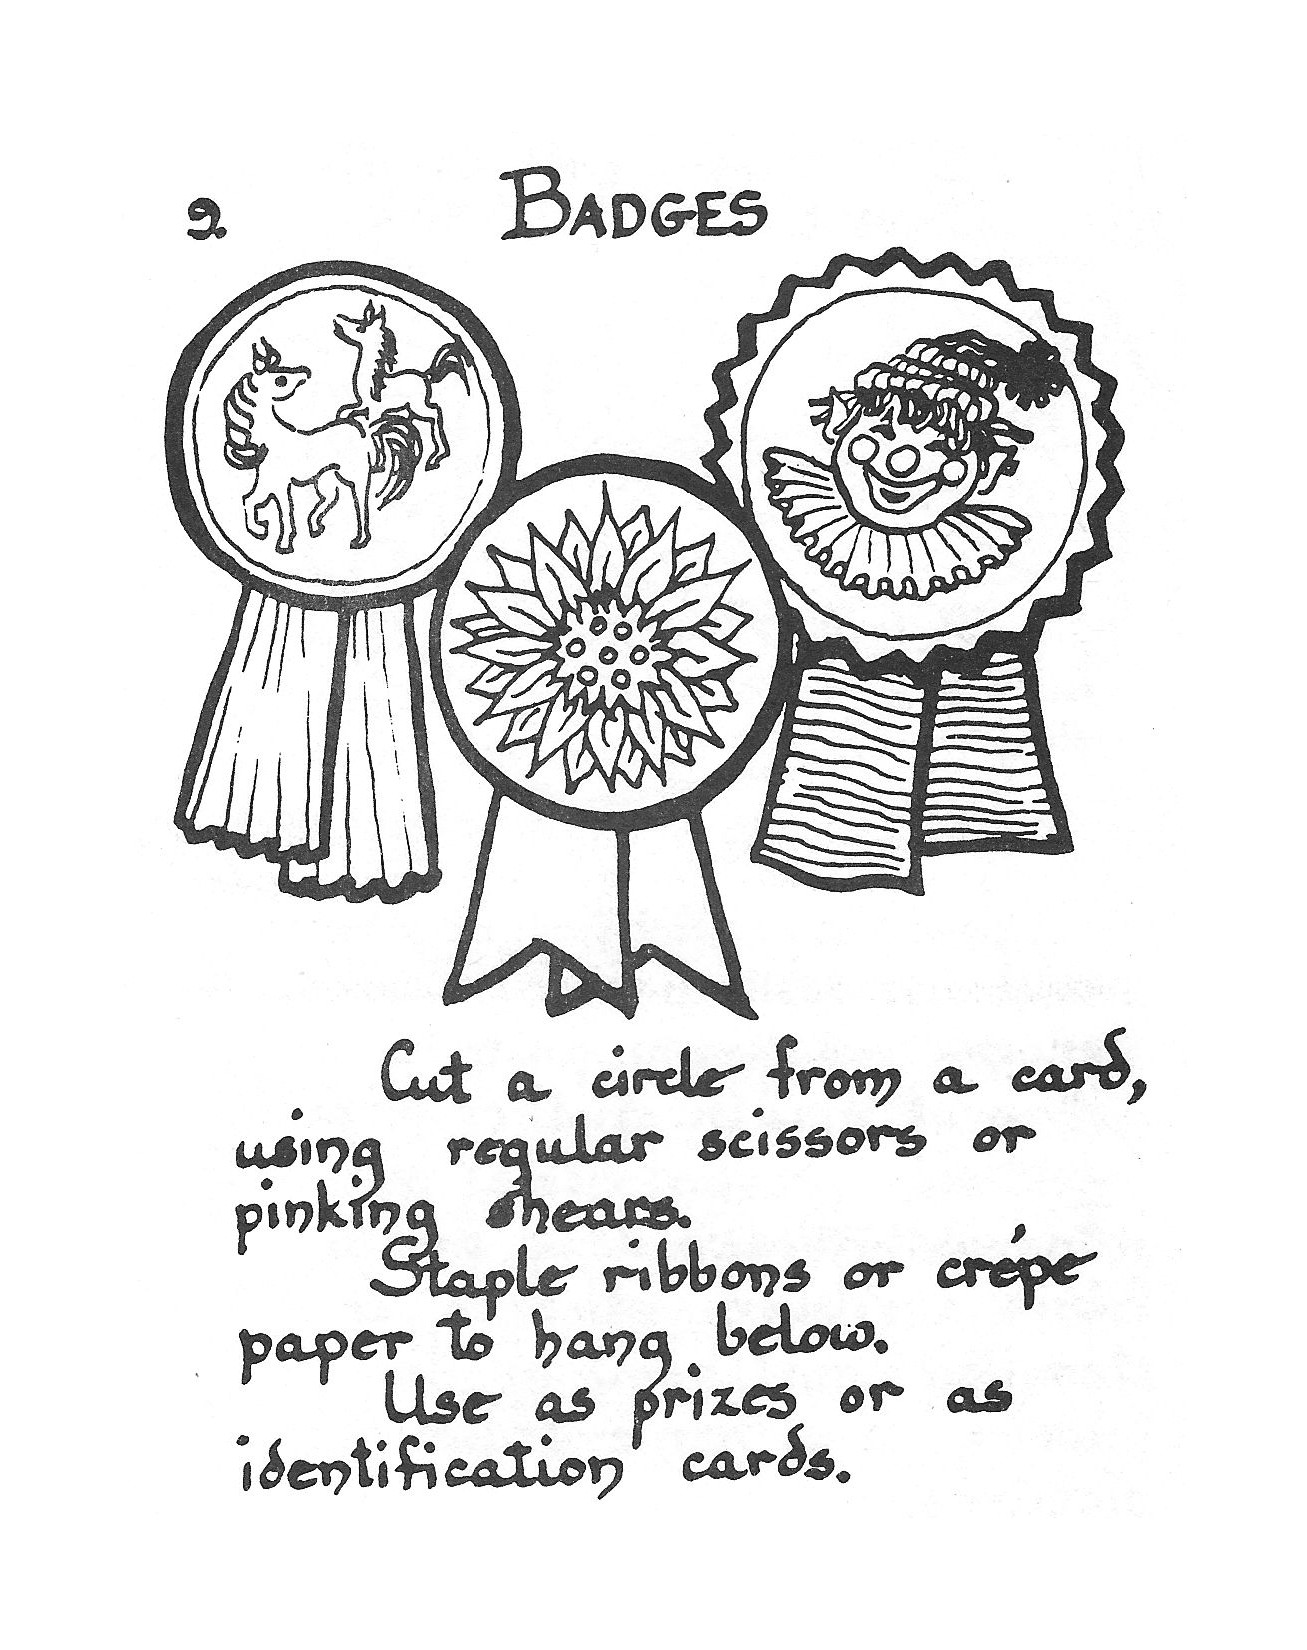 9.
BADGES
Cut a circle from a card,
using regular scissors or
pinking shears.
Staple ribbons or crépe
paper to hang below.
Use as prizes or as
identification cards.